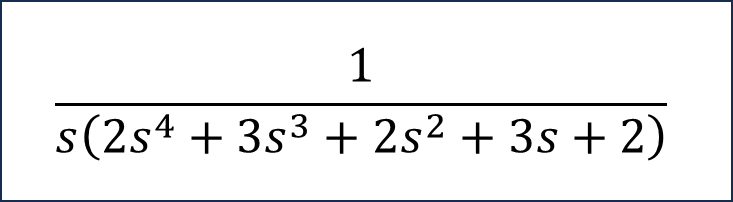 1
s(2s⁴ + 3s³ + 2s² + 3s + 2)